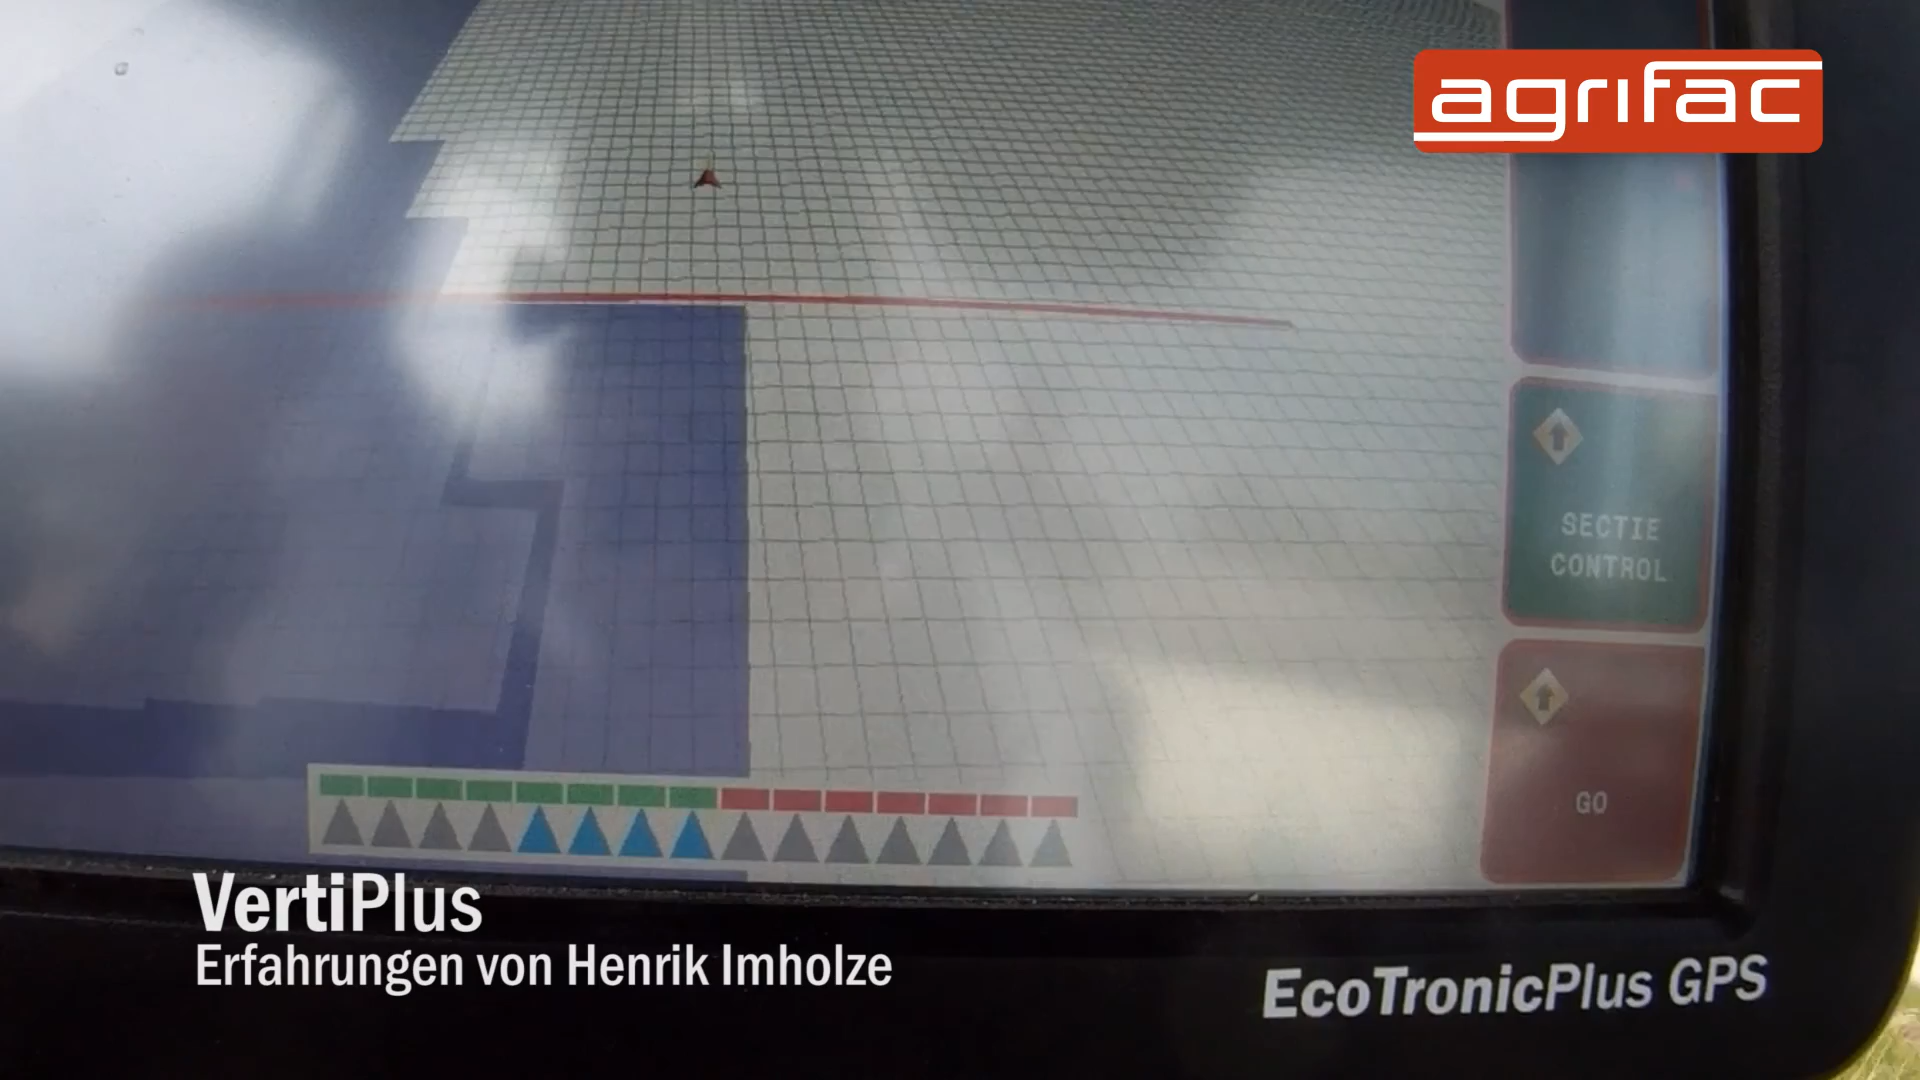 agrifac
SECTIE
CONTROL
GO
VertiPlus
Erfahrungen von Henrik Imholze
EcoTronicPlus GPS